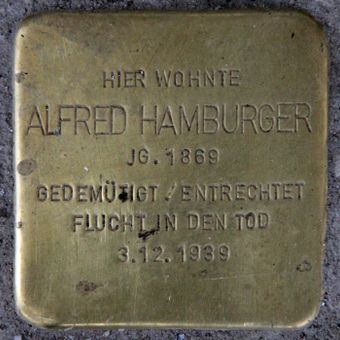 HIER WOHNTE
ALFRED HAMBURGER
JG. 1869
GEDEMÜTIGT / ENTRECHTET
FLUCHT IN DEN TOD
3.12.1939